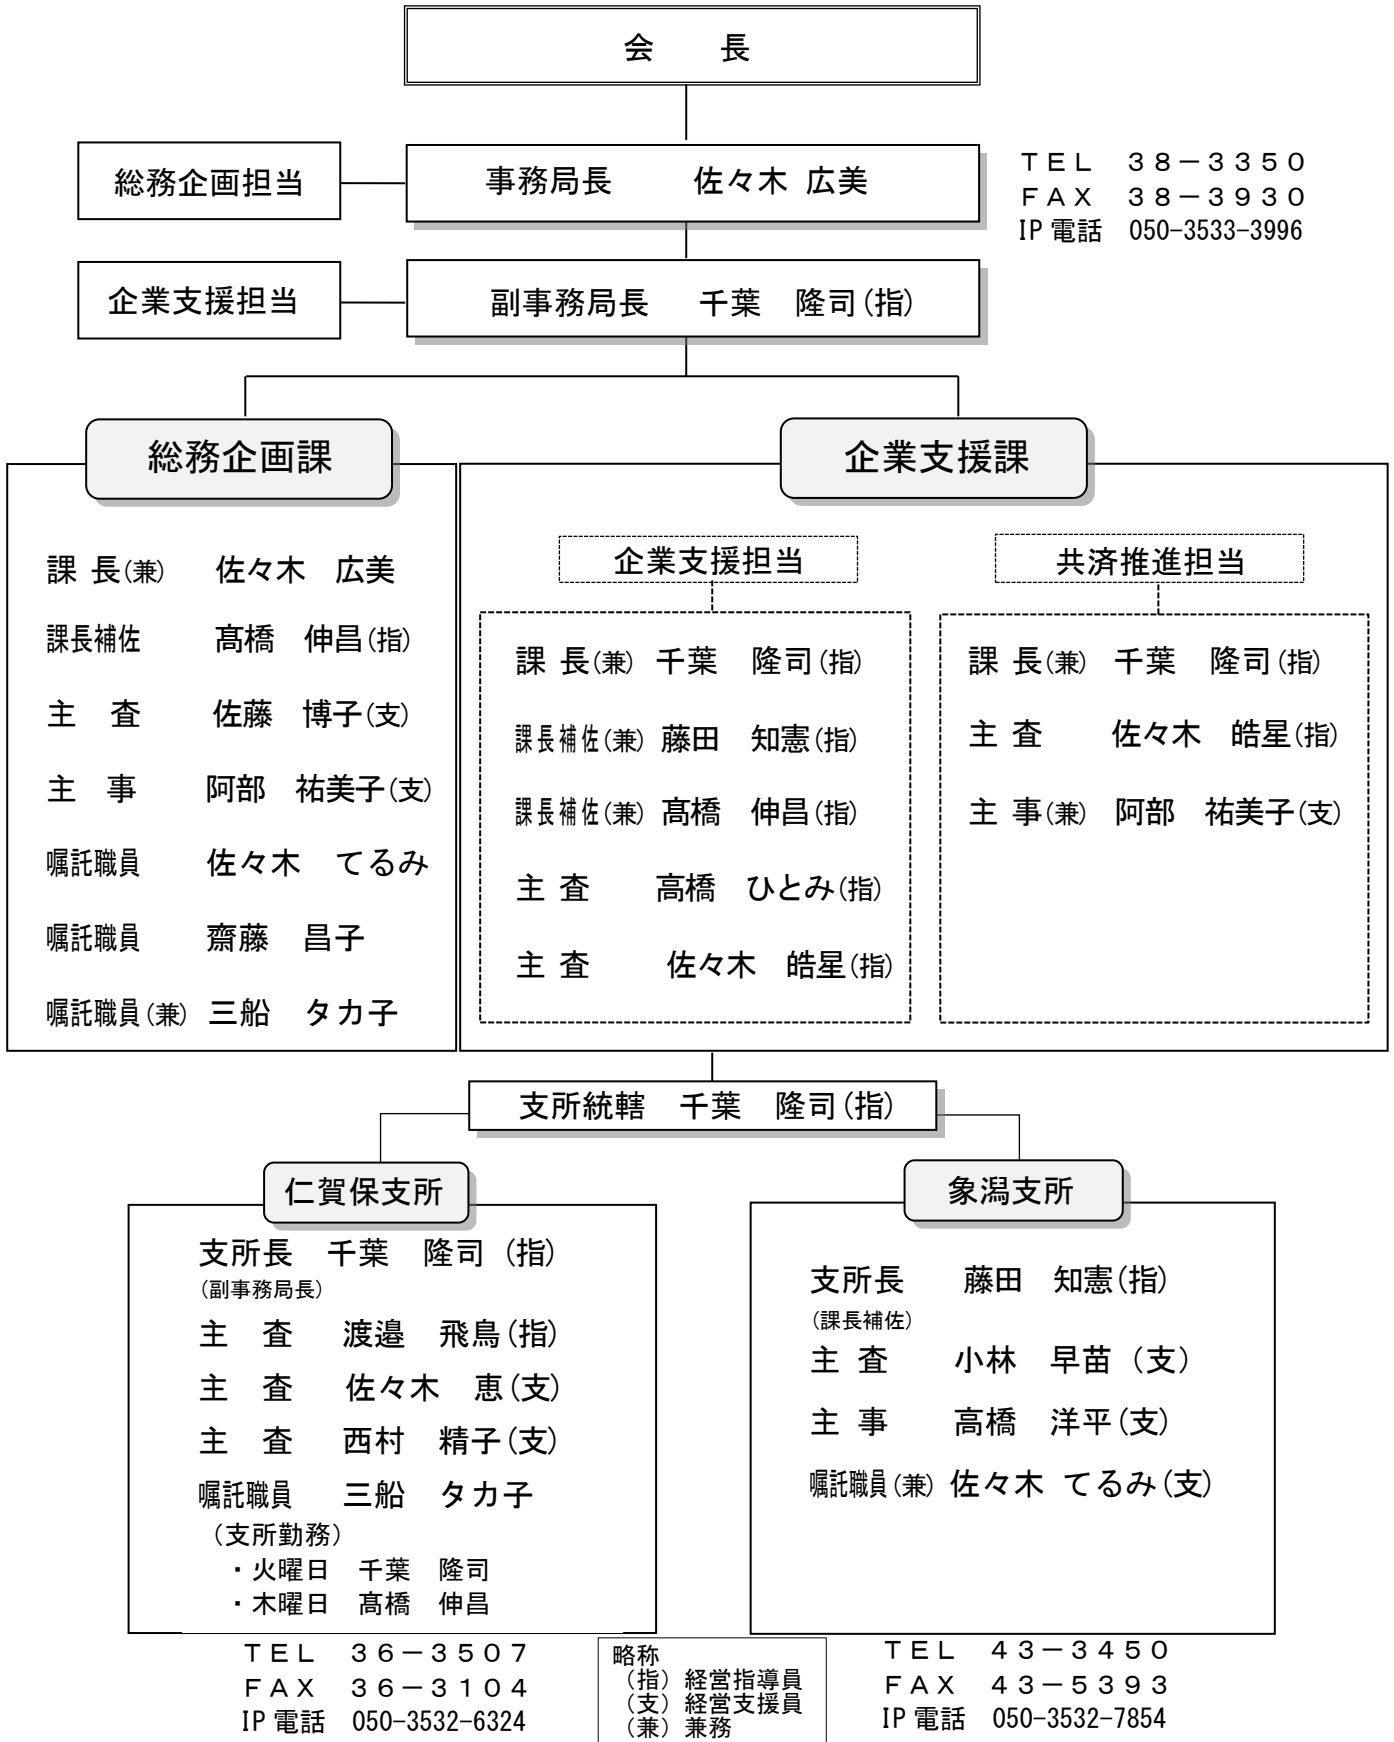 会　　長
総務企画担当
事務局長　　佐々木 広美
ＴＥＬ　３８－３３５０
ＦＡＸ　３８－３９３０
IP 電話　050-3533-3996
企業支援担当
副事務局長　千葉　隆司(指)
総務企画課
課 長(兼)　佐々木　広美
課長補佐　髙橋　伸昌(指)
主　査　佐藤　博子(支)
主　事　阿部　祐美子(支)
嘱託職員　佐々木　てるみ
嘱託職員　齋藤　昌子
嘱託職員(兼)　三船　タカ子
企業支援課
企業支援担当
課 長(兼)　千葉　隆司(指)
課長補佐(兼)　藤田　知憲(指)
課長補佐(兼)　髙橋　伸昌(指)
主 査　高橋　ひとみ(指)
主 査　佐々木　皓星(指)
共済推進担当
課 長(兼)　千葉　隆司(指)
主 査　佐々木　皓星(指)
主 事(兼)　阿部　祐美子(支)
支所統轄　千葉　隆司(指)
仁賀保支所
支所長　千葉　隆司 (指)
(副事務局長)
主　査　渡邉　飛鳥(指)
主　査　佐々木　恵(支)
主　査　西村　精子(支)
嘱託職員　三船　タカ子
（支所勤務）
・火曜日　千葉　隆司
・木曜日　髙橋　伸昌
ＴＥＬ　３６－３５０７
ＦＡＸ　３６－３１０４
IP 電話　050-3532-6324
象潟支所
支所長　藤田　知憲(指)
(課長補佐)
主 査　小林　早苗（支）
主 事　高橋　洋平(支)
嘱託職員(兼)　佐々木 てるみ(支)
ＴＥＬ　４３－３４５０
ＦＡＸ　４３－５３９３
IP 電話　050-3532-7854
略称
（指）経営指導員
（支）経営支援員
（兼）兼務